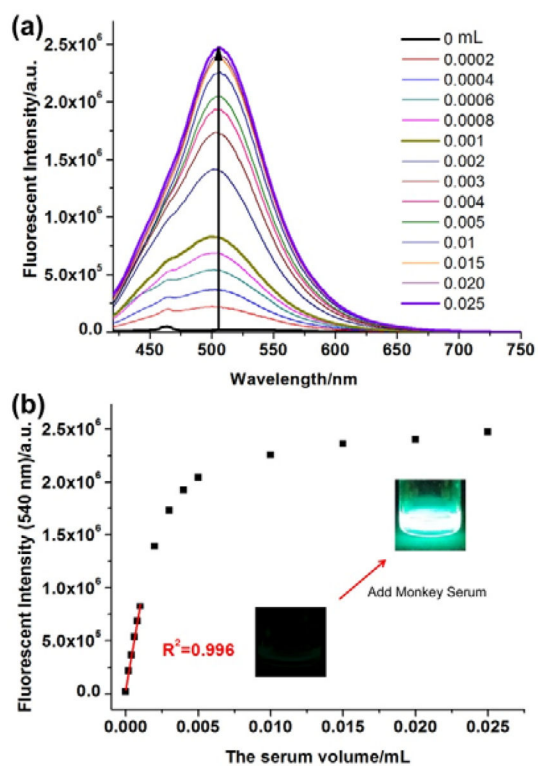 (a)
Fluorescent Intensity/a.u.
2.5x10⁶
2.0x10⁶
1.5x10⁶
1.0x10⁶
5.0x10⁵
0.0
0 mL
0.0002
0.0004
0.0006
0.0008
0.001
0.002
0.003
0.004
0.005
0.01
0.015
0.020
0.025
450 500 550 600 650 700 750
Wavelength/nm
(b)
Fluorescent Intensity (540 nm)/a.u.
2.5x10⁶
2.0x10⁶
1.5x10⁶
1.0x10⁶
5.0x10⁵
0.0
Add Monkey Serum
R²=0.996
0.000 0.005 0.010 0.015 0.020 0.025
The serum volume/mL